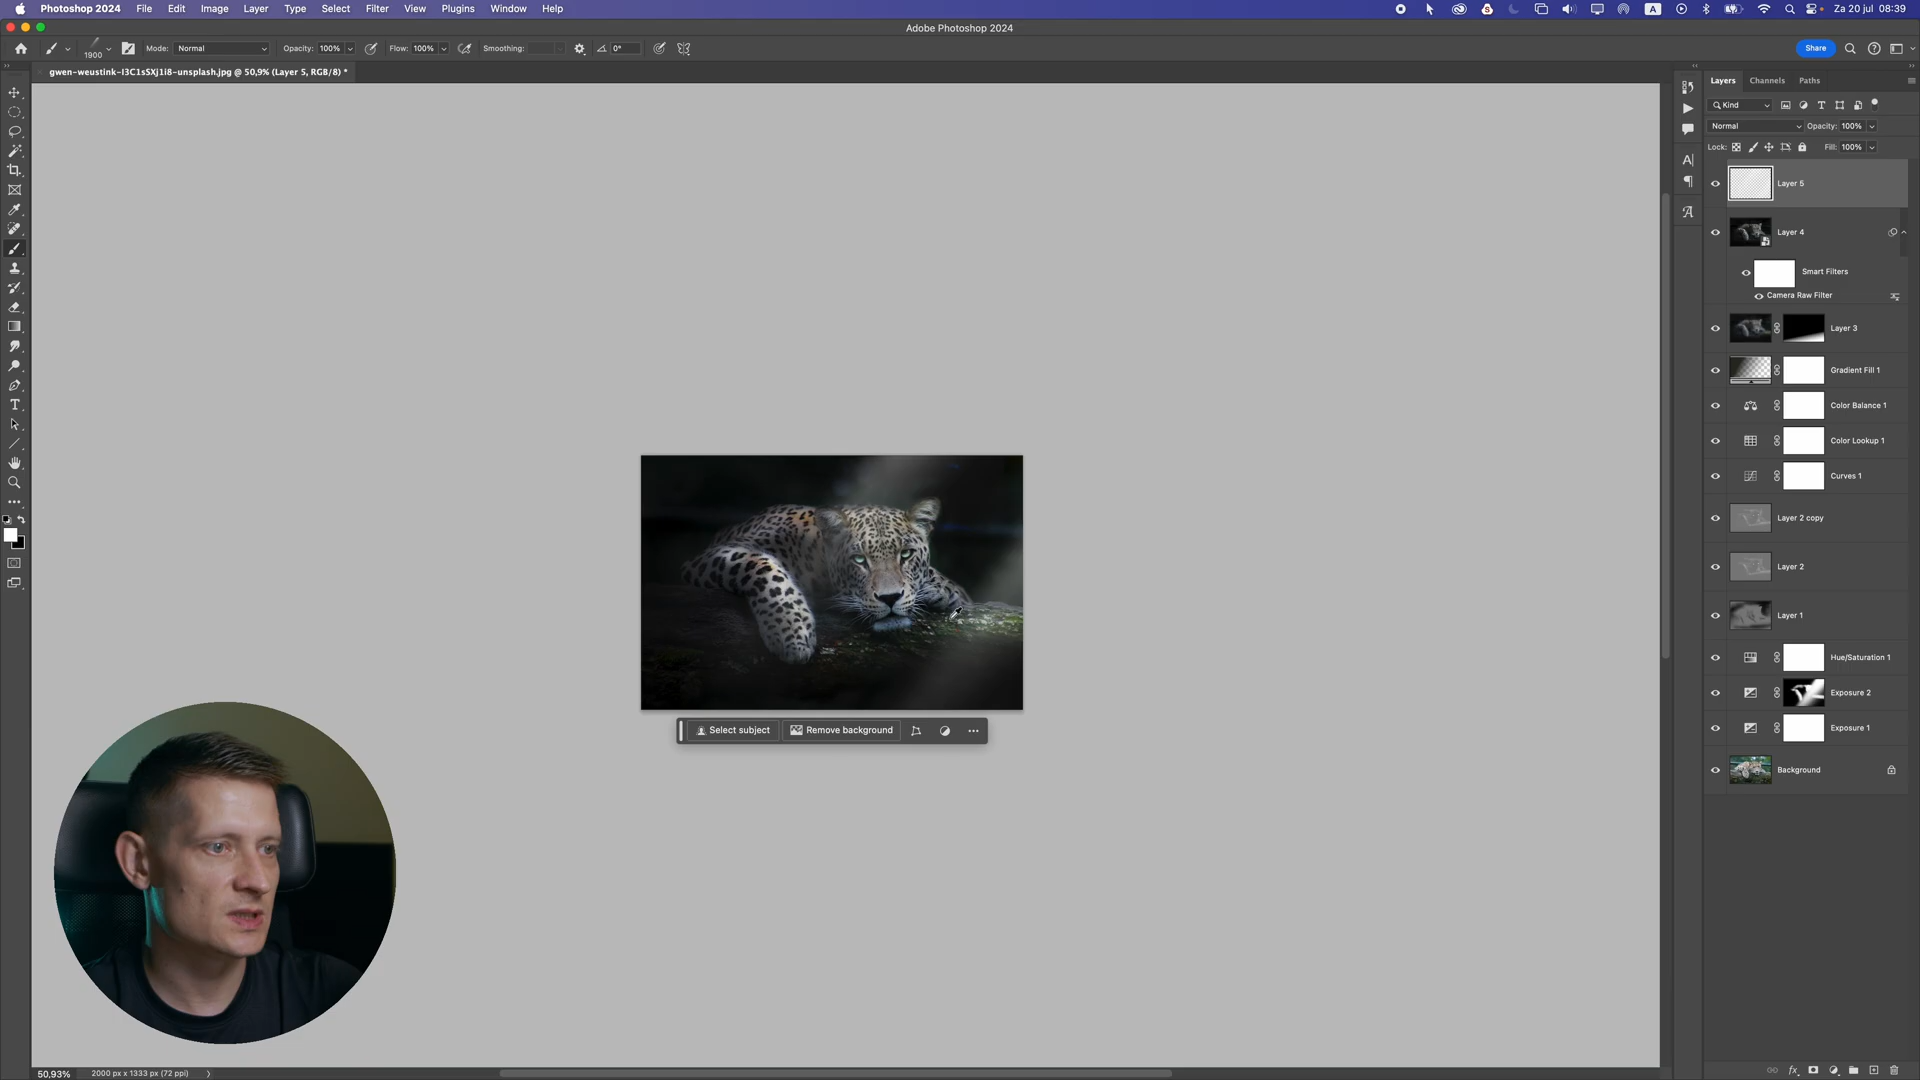 Photoshop 2024 File Edit Image Layer Type Select Filter View Plugins Window Help A Za 20 jul 08:39
Adobe Photoshop 2024
1900 Mode: Normal Opacity: 100% Flow: 100% Smoothing: 0° Share
gwen-weustink-I3C1sSXj1i8-unsplash.jpg @ 50,9% (Layer 5, RGB/8) *
Layers Channels Paths
Kind
Normal Opacity: 100%
Lock: Fill: 100%
Layer 5
Layer 4
Smart Filters
Camera Raw Filter
Layer 3
Gradient Fill 1
Color Balance 1
Color Lookup 1
Curves 1
Layer 2 copy
Layer 2
Layer 1
Hue/Saturation 1
Exposure 2
Exposure 1
Background
Select subject Remove background
50,93% 2000 px x 1333 px (72 ppi)